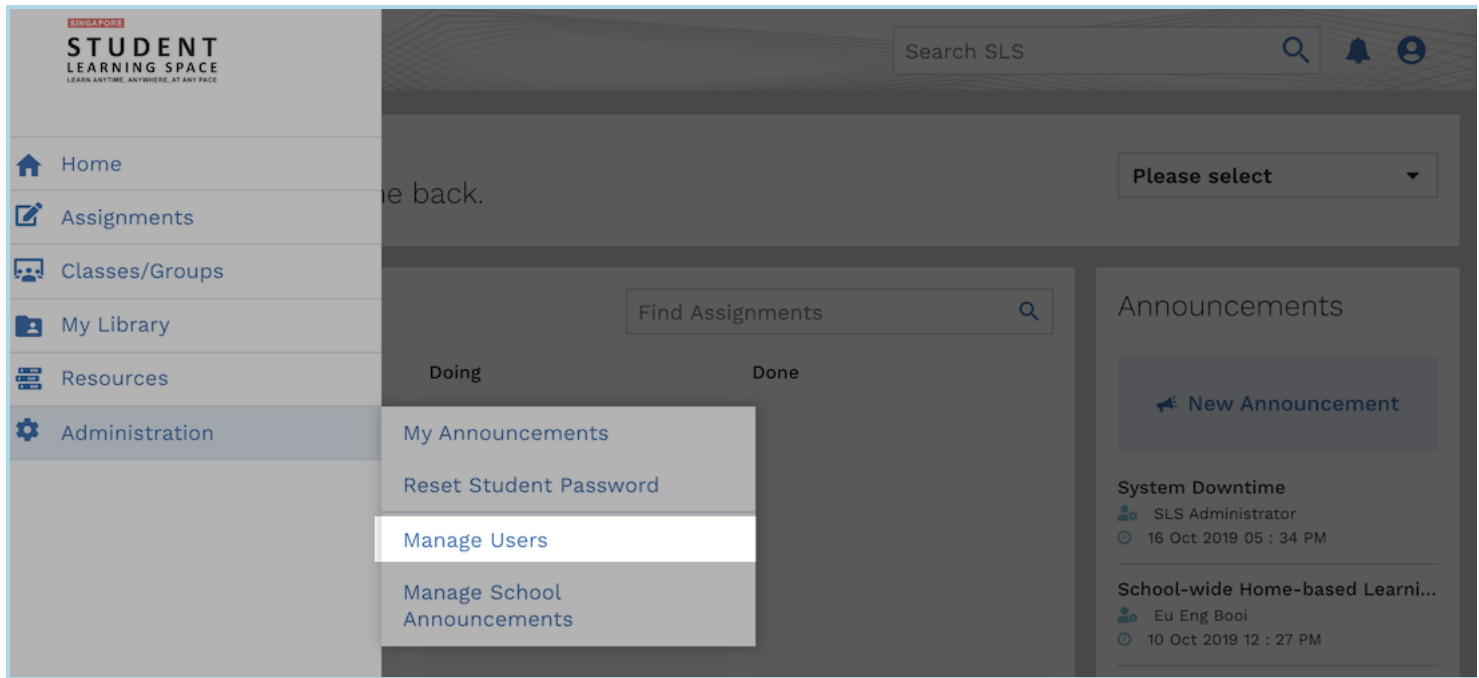 SINGAPORE
STUDENT
LEARNING SPACE
LEARN ANYTIME, ANYWHERE, AT ANY PACE
Search SLS
Home
Assignments
Classes/Groups
My Library
Resources
Administration
e back.
Please select
Find Assignments
Doing
Done
My Announcements
Reset Student Password
Manage Users
Manage School
Announcements
Announcements
New Announcement
System Downtime
SLS Administrator
16 Oct 2019 05 : 34 PM
School-wide Home-based Learni...
Eu Eng Booi
10 Oct 2019 12 : 27 PM